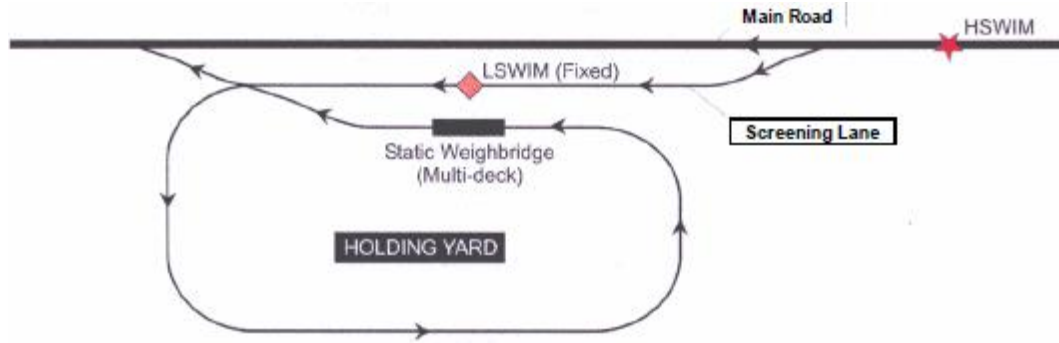 Main Road
HSWIM
LSWIM (Fixed)
Screening Lane
Static Weighbridge
(Multi-deck)
HOLDING YARD